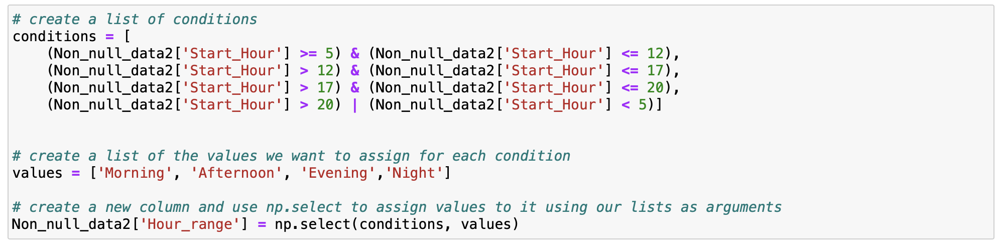 # create a list of conditions
conditions = [
    (Non_null_data2['Start_Hour'] >= 5) & (Non_null_data2['Start_Hour'] <= 12),
    (Non_null_data2['Start_Hour'] > 12) & (Non_null_data2['Start_Hour'] <= 17),
    (Non_null_data2['Start_Hour'] > 17) & (Non_null_data2['Start_Hour'] <= 20),
    (Non_null_data2['Start_Hour'] > 20) | (Non_null_data2['Start_Hour'] < 5)]
# create a list of the values we want to assign for each condition
values = ['Morning', 'Afternoon', 'Evening','Night']
# create a new column and use np.select to assign values to it using our lists as arguments
Non_null_data2['Hour_range'] = np.select(conditions, values)